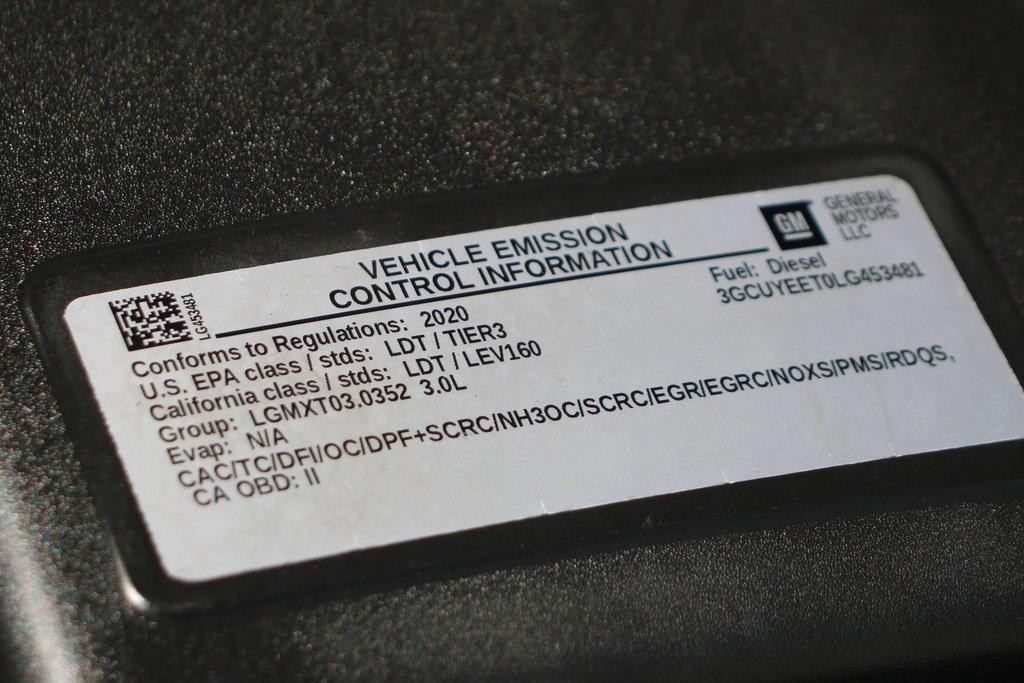 VEHICLE EMISSION
CONTROL INFORMATION
GM
GENERAL
MOTORS
LLC
LG453481
Fuel: Diesel
3GCUYEET0LG453481
Conforms to Regulations: 2020
U.S. EPA class / stds: LDT / TIER3
California class / stds: LDT / LEV160
Group: LGMXT03.0352 3.0L
Evap: N/A
CAC/TC/DFI/OC/DPF+SCRC/NH3OC/SCRC/EGR/EGRC/NOXS/PMS/RDQS,
CA OBD: II